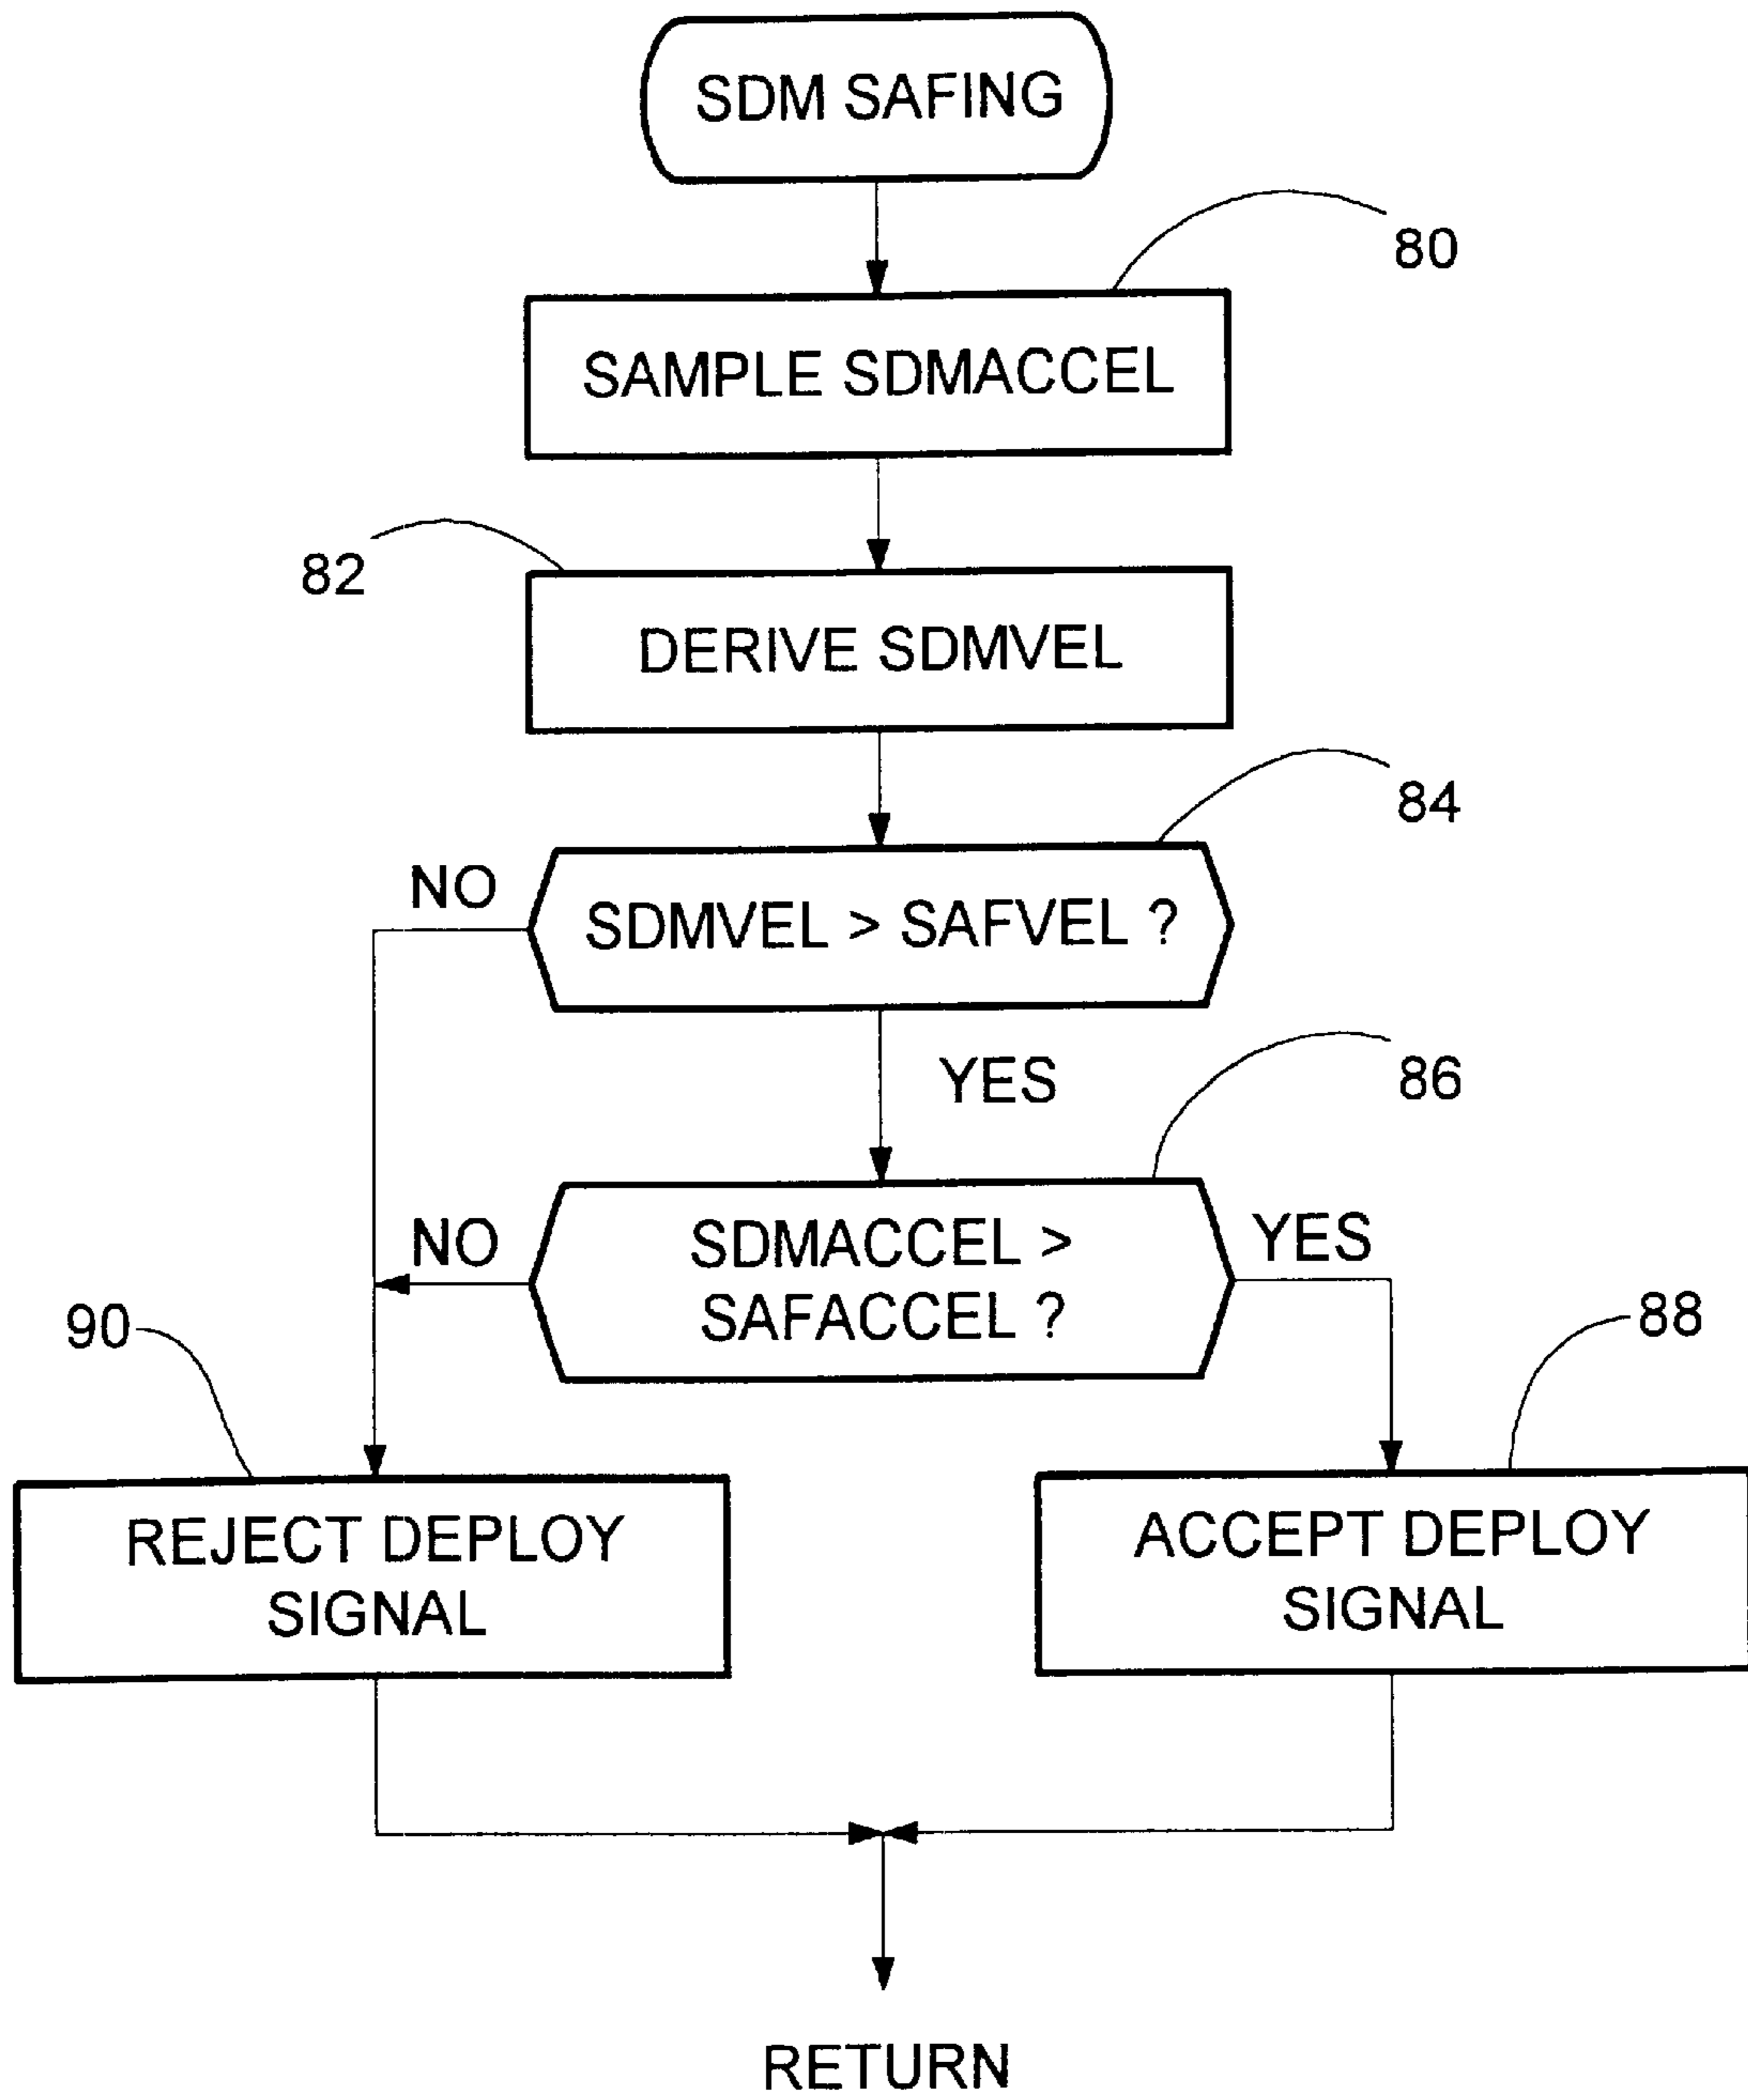 SDM SAFING
80
SAMPLE SDMACCEL
82
DERIVE SDMVEL
84
NO
SDMVEL > SAFVEL ?
YES
86
NO
SDMACCEL >
SAFACCEL ?
YES
90
88
REJECT DEPLOY
SIGNAL
ACCEPT DEPLOY
SIGNAL
RETURN